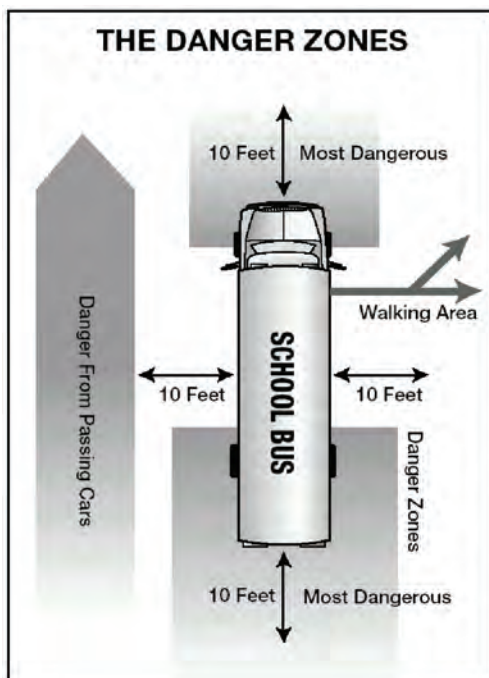 THE DANGER ZONES
10 Feet
Most Dangerous
Walking Area
Danger From Passing Cars
SCHOOL BUS
10 Feet
10 Feet
Danger Zones
10 Feet
Most Dangerous